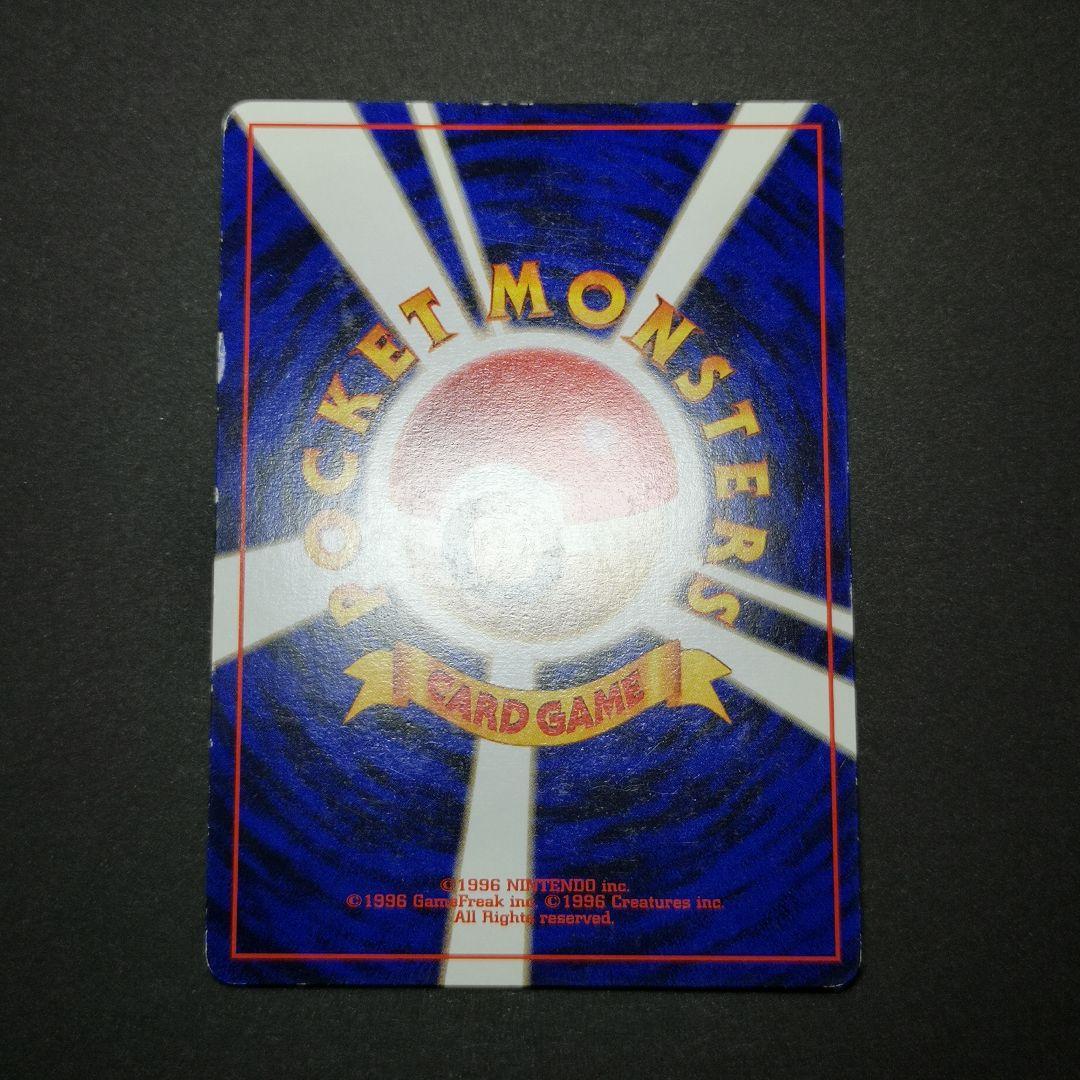 POCKET MONSTERS
CARD GAME
©1996 NINTENDO inc.
©1996 GameFreak inc. ©1996 Creatures inc.
All Rights reserved.